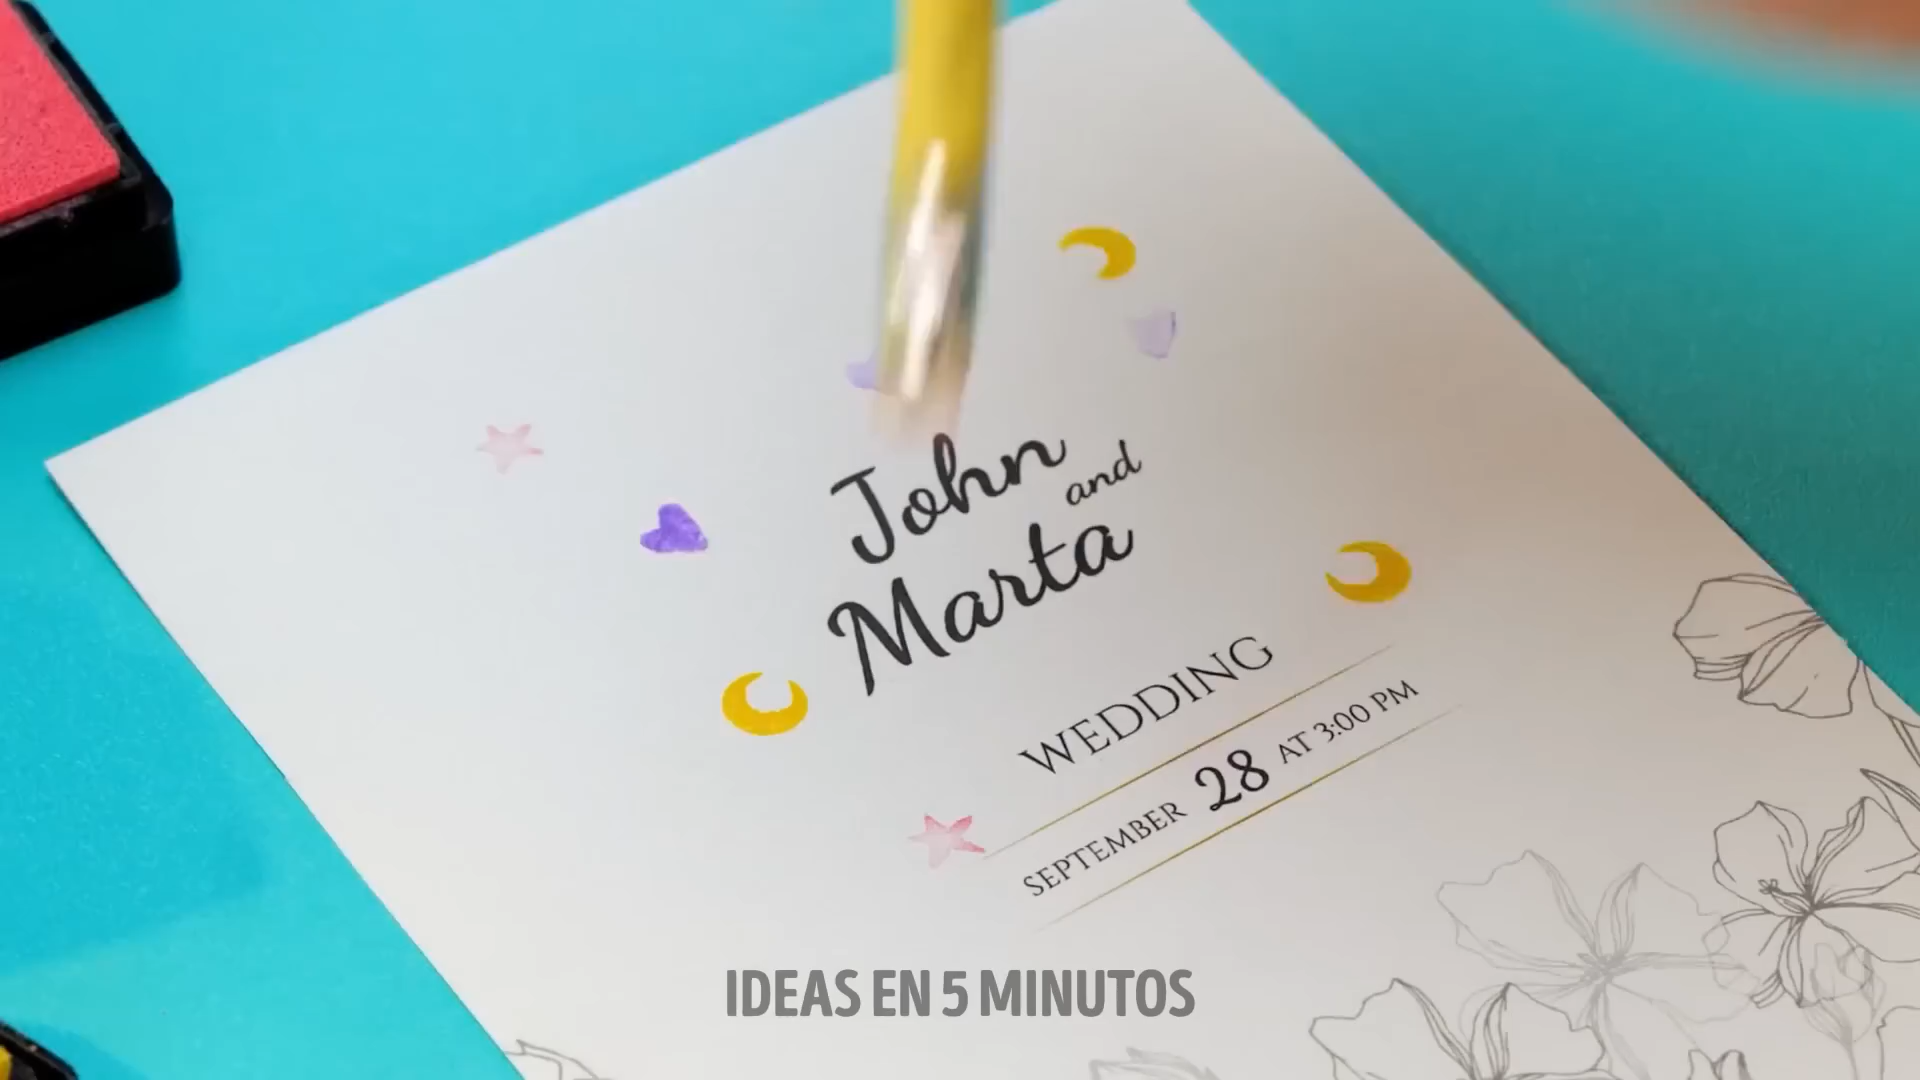 John
and
Marta
WEDDING
SEPTEMBER 28 AT 3:00 PM
IDEAS EN 5 MINUTOS